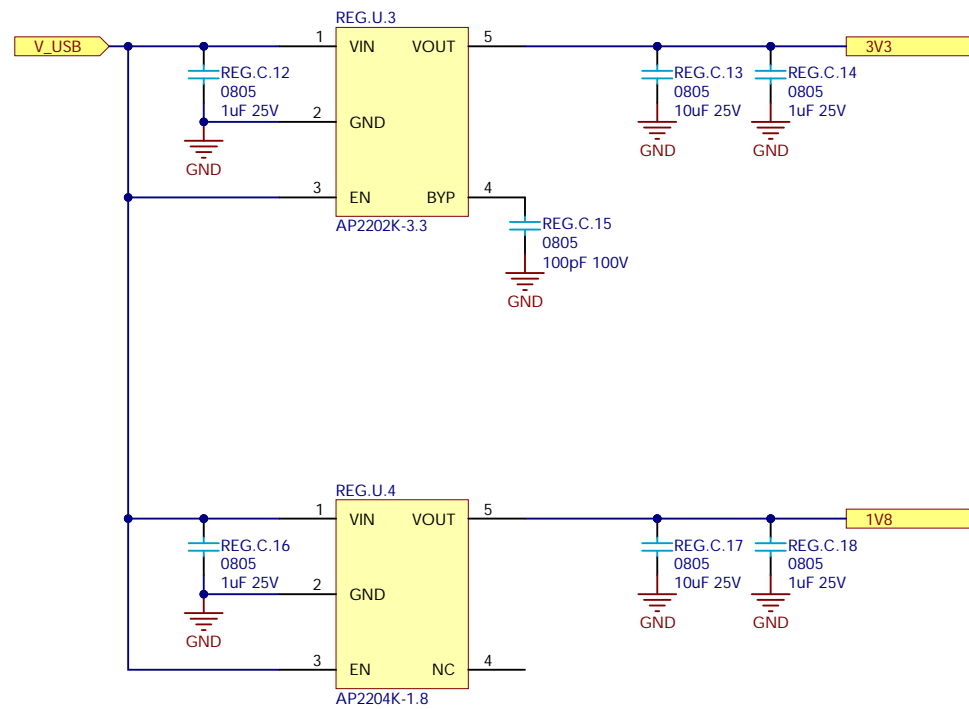 REG.U.3
V_USB
1
VIN
VOUT
5
3V3
REG.C.12
0805
1uF 25V
REG.C.13
0805
10uF 25V
REG.C.14
0805
1uF 25V
2
GND
GND
GND
GND
3
EN
BYP
4
AP2202K-3.3
REG.C.15
0805
100pF 100V
GND
REG.U.4
1
VIN
VOUT
5
1V8
REG.C.16
0805
1uF 25V
REG.C.17
0805
10uF 25V
REG.C.18
0805
1uF 25V
2
GND
GND
GND
GND
3
EN
NC
4
AP2204K-1.8